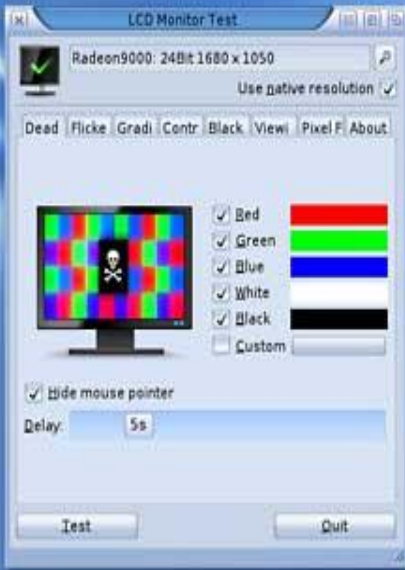 LCD Monitor Test
Radeon9000: 24Bit 1680 x 1050
Use native resolution
Dead Flicke Gradi Contr Black Viewi Pixel F About
Red
Green
Blue
White
Black
Custom
Hide mouse pointer
Delay: 5s
Test Quit